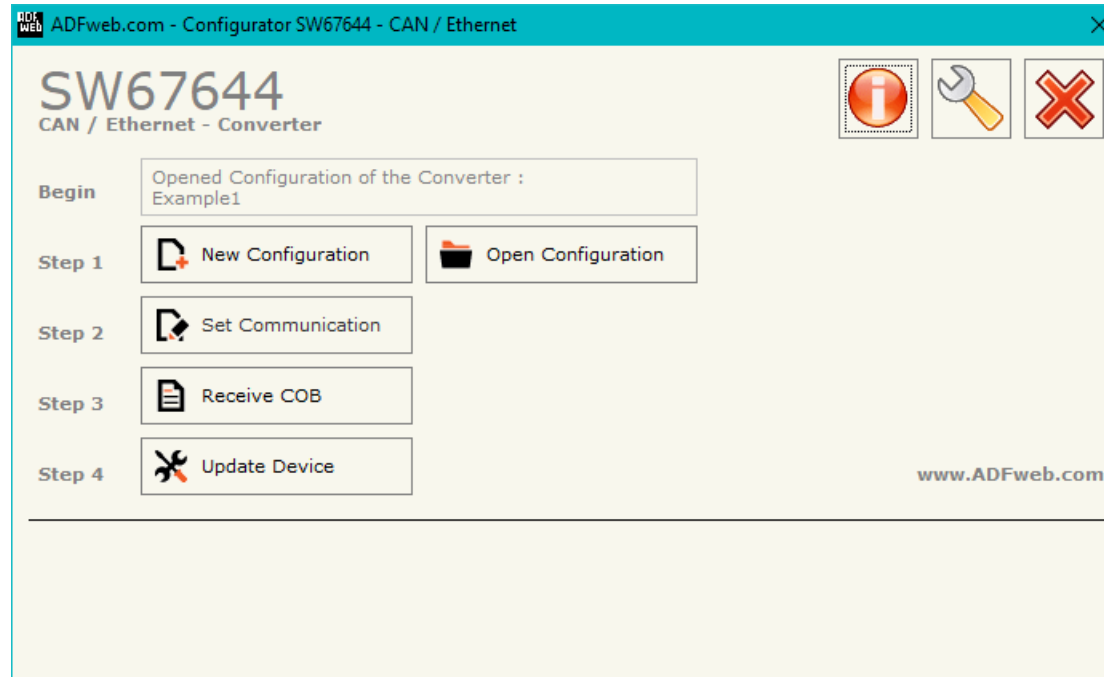 ADF
WEB
ADFweb.com - Configurator SW67644 - CAN / Ethernet
SW67644
CAN / Ethernet - Converter
Begin
Opened Configuration of the Converter :
Example1
Step 1
New Configuration
Open Configuration
Step 2
Set Communication
Step 3
Receive COB
Step 4
Update Device
www.ADFweb.com